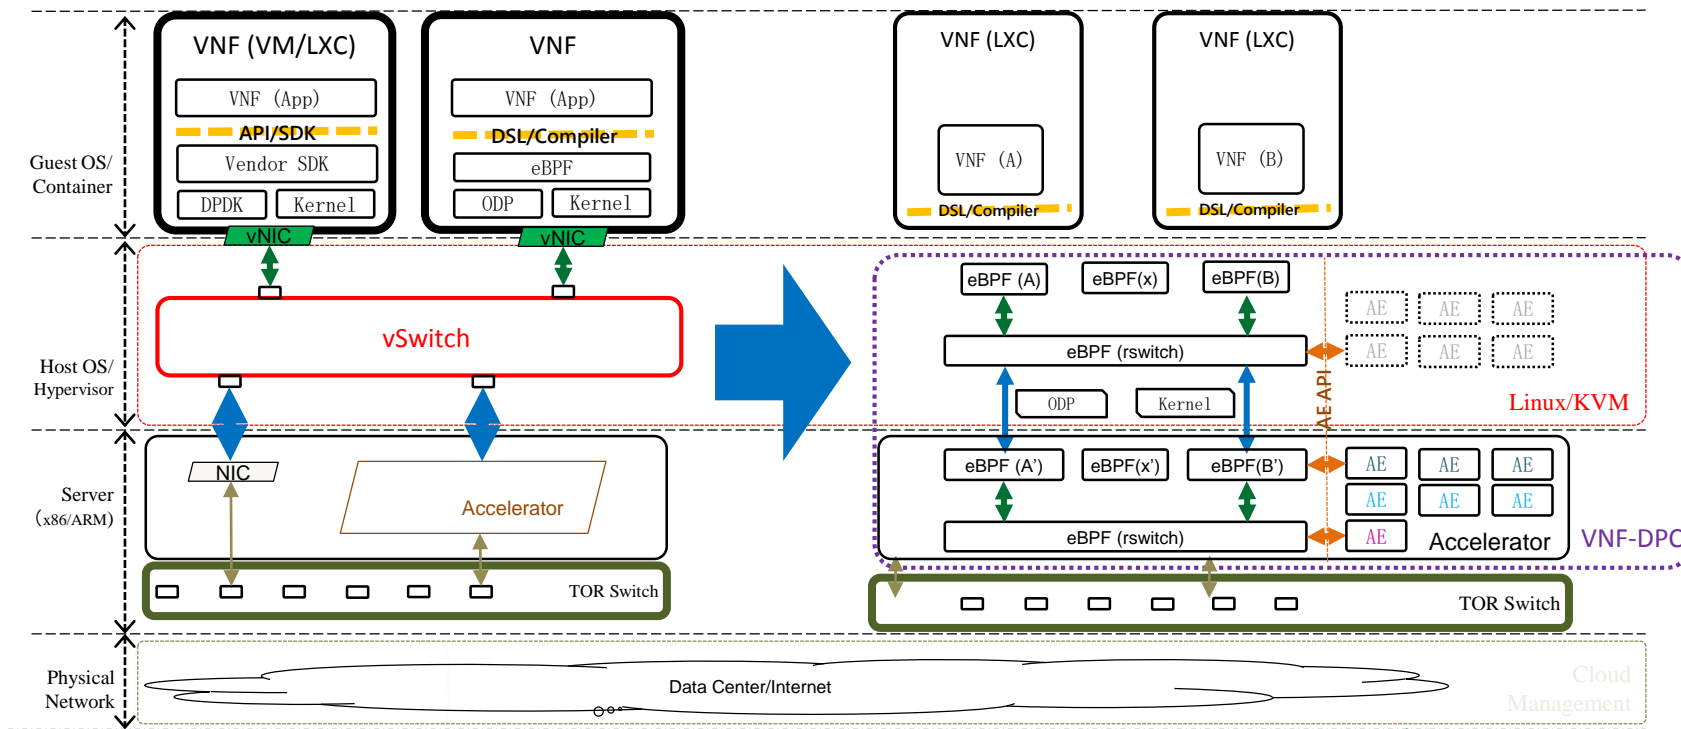 Guest OS/
Container
Host OS/
Hypervisor
Server
(x86/ARM)
Physical
Network
VNF (VM/LXC)
VNF (App)
API/SDK
Vendor SDK
DPDK
Kernel
vNIC
VNF
VNF (App)
DSL/Compiler
eBPF
ODP
Kernel
vNIC
vSwitch
NIC
Accelerator
TOR Switch
VNF (LXC)
VNF (A)
DSL/Compiler
VNF (LXC)
VNF (B)
DSL/Compiler
eBPF (A)
eBPF(x)
eBPF(B)
AE
AE
AE
eBPF (rswitch)
AE
AE
AE
AE API
ODP
Kernel
Linux/KVM
eBPF (A’)
eBPF(x’)
eBPF(B’)
AE
AE
AE
AE
AE
AE
eBPF (rswitch)
AE
Accelerator
VNF-DPC
TOR Switch
Data Center/Internet
Cloud
Management